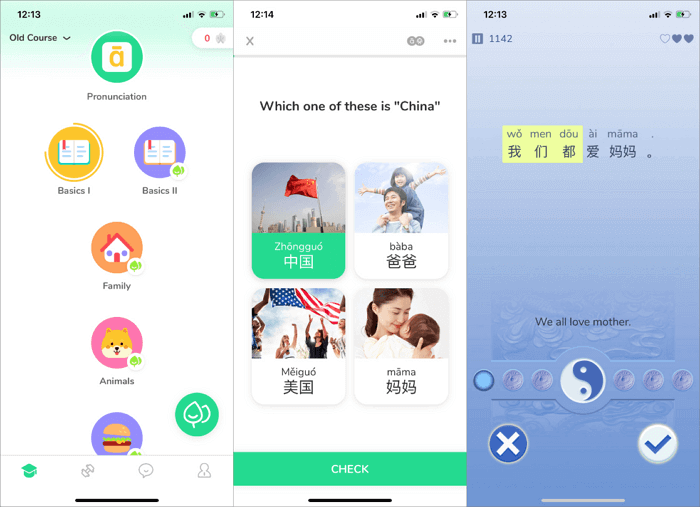 12:13
Old Course
0
ā
Pronunciation
Basics I
Basics II
Family
Animals
12:14
X
Which one of these is "China"
Zhōngguó
中国
bàba
爸爸
Měiguó
美国
māma
妈妈
CHECK
12:13
1142
wǒ men dōu ài māma .
我 们 都 爱 妈妈 。
We all love mother.